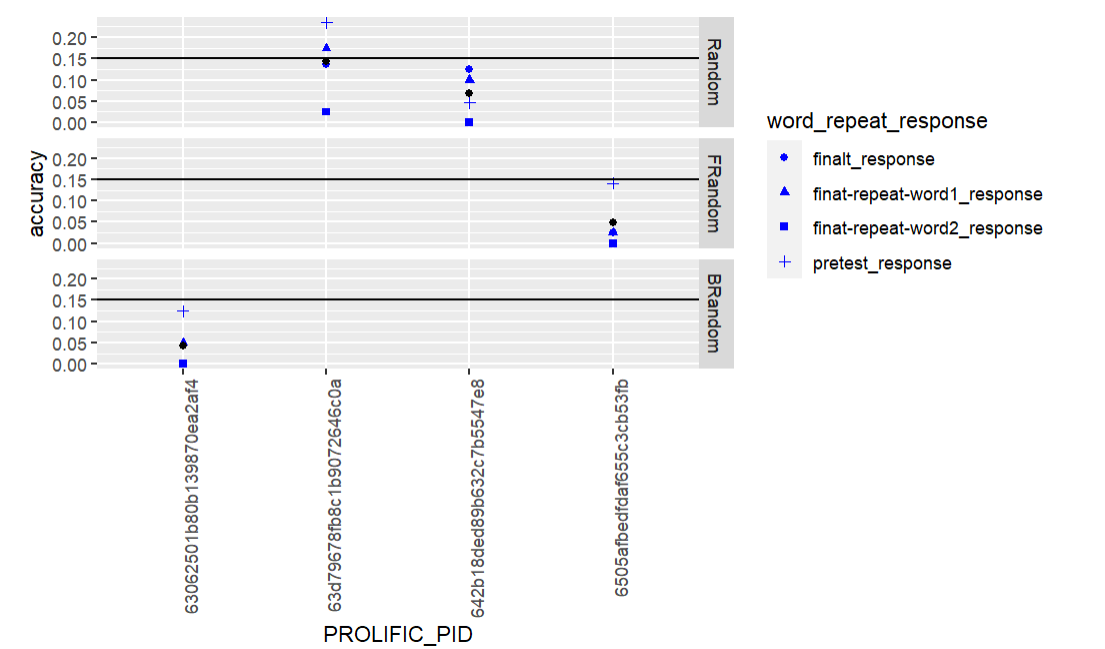 accuracy
0.20
0.15
0.10
0.05
0.00
Random
0.20
0.15
0.10
0.05
0.00
FRandom
0.20
0.15
0.10
0.05
0.00
BRandom
63062501b80b139870ea2af4
63d79678fb8c1b9072646c0a
642b18ded89b632c7b5547e8
6505afbedfdaf655c3cb53fb
PROLIFIC_PID
word_repeat_response
finalt_response
finat-repeat-word1_response
finat-repeat-word2_response
pretest_response